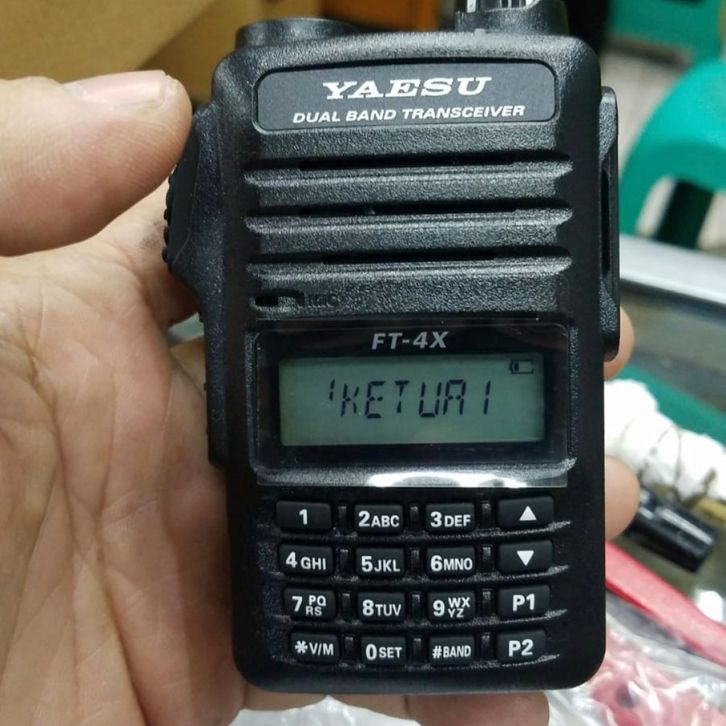 YAESU
DUAL BAND TRANSCEIVER
MIC
FT-4X
'KETUA1
1 2ABC 3DEF ▲
4GHI 5JKL 6MNO ▼
7PQRS 8TUV 9WXYZ P1
*V/M 0SET #BAND P2